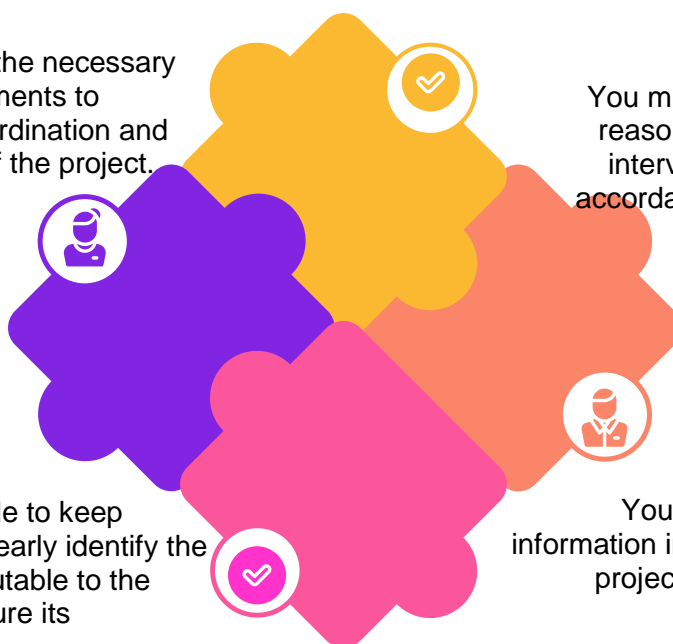 the necessary
ments to
rdination and
f the project.
You m
reaso
interv
accorda
le to keep
early identify the
utable to the
ure its
You
information i
project